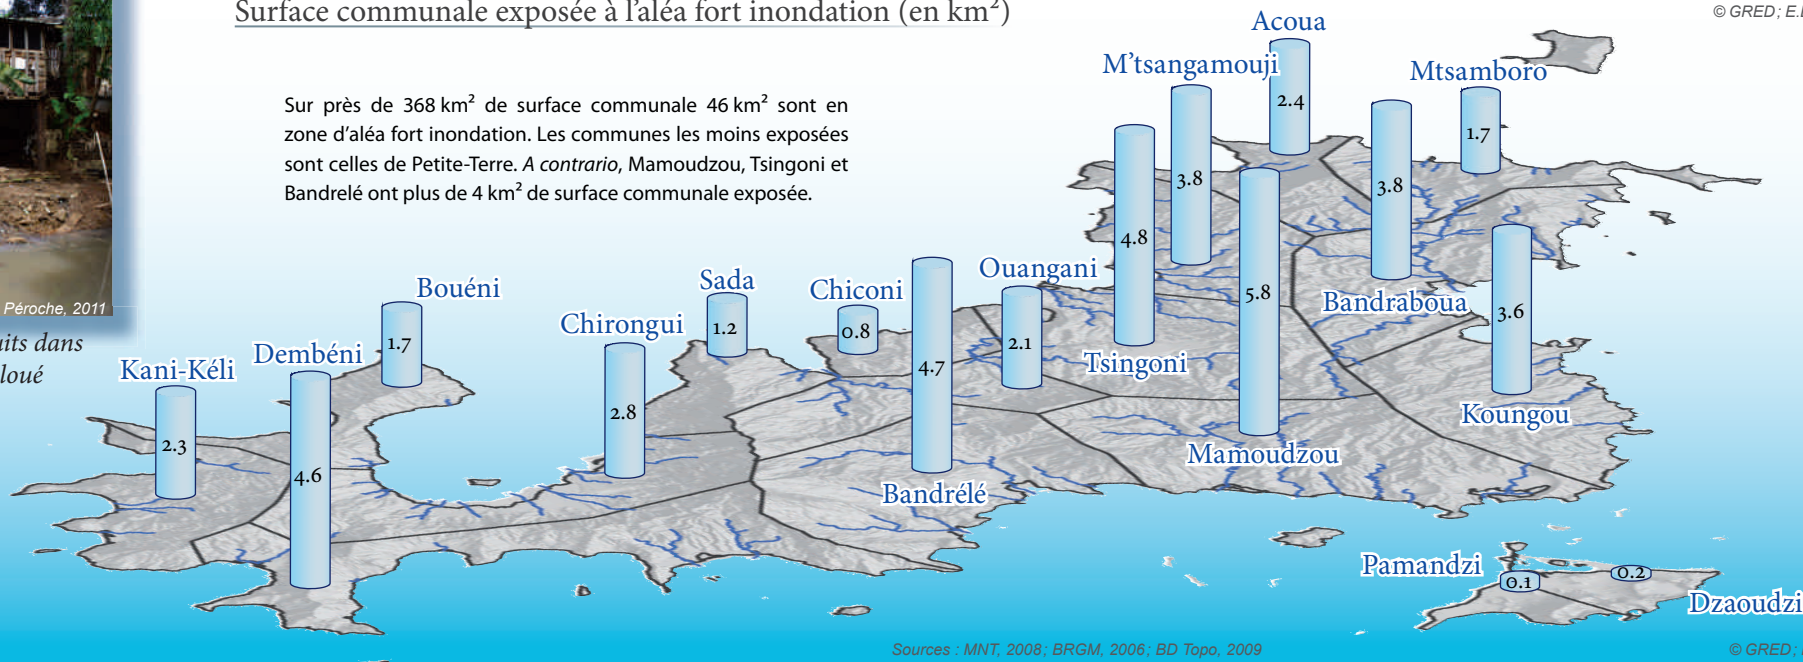 Surface communale exposée à l'aléa fort inondation (en km²)
© GRED; E.
Sur près de 368 km² de surface communale 46 km² sont en
zone d'aléa fort inondation. Les communes les moins exposées
sont celles de Petite-Terre. A contrario, Mamoudzou, Tsingoni et
Bandrelé ont plus de 4 km² de surface communale exposée.
Péroche, 2011
dans
Acoua
2.4
M'tsangamouji
3.8
Mtsamboro
1.7
3.8
Bandraboua
4.8
Tsingoni
5.8
Mamoudzou
3.6
Koungou
Ouangani
2.1
Chiconi
0.8
4.7
Bandrélé
Sada
1.2
Chirongui
2.8
Bouéni
1.7
Dembéni
4.6
Kani-Kéli
2.3
Pamandzi
0.1
0.2
Dzaoudzi
Sources : MNT, 2008; BRGM, 2006; BD Topo, 2009
© GRED;